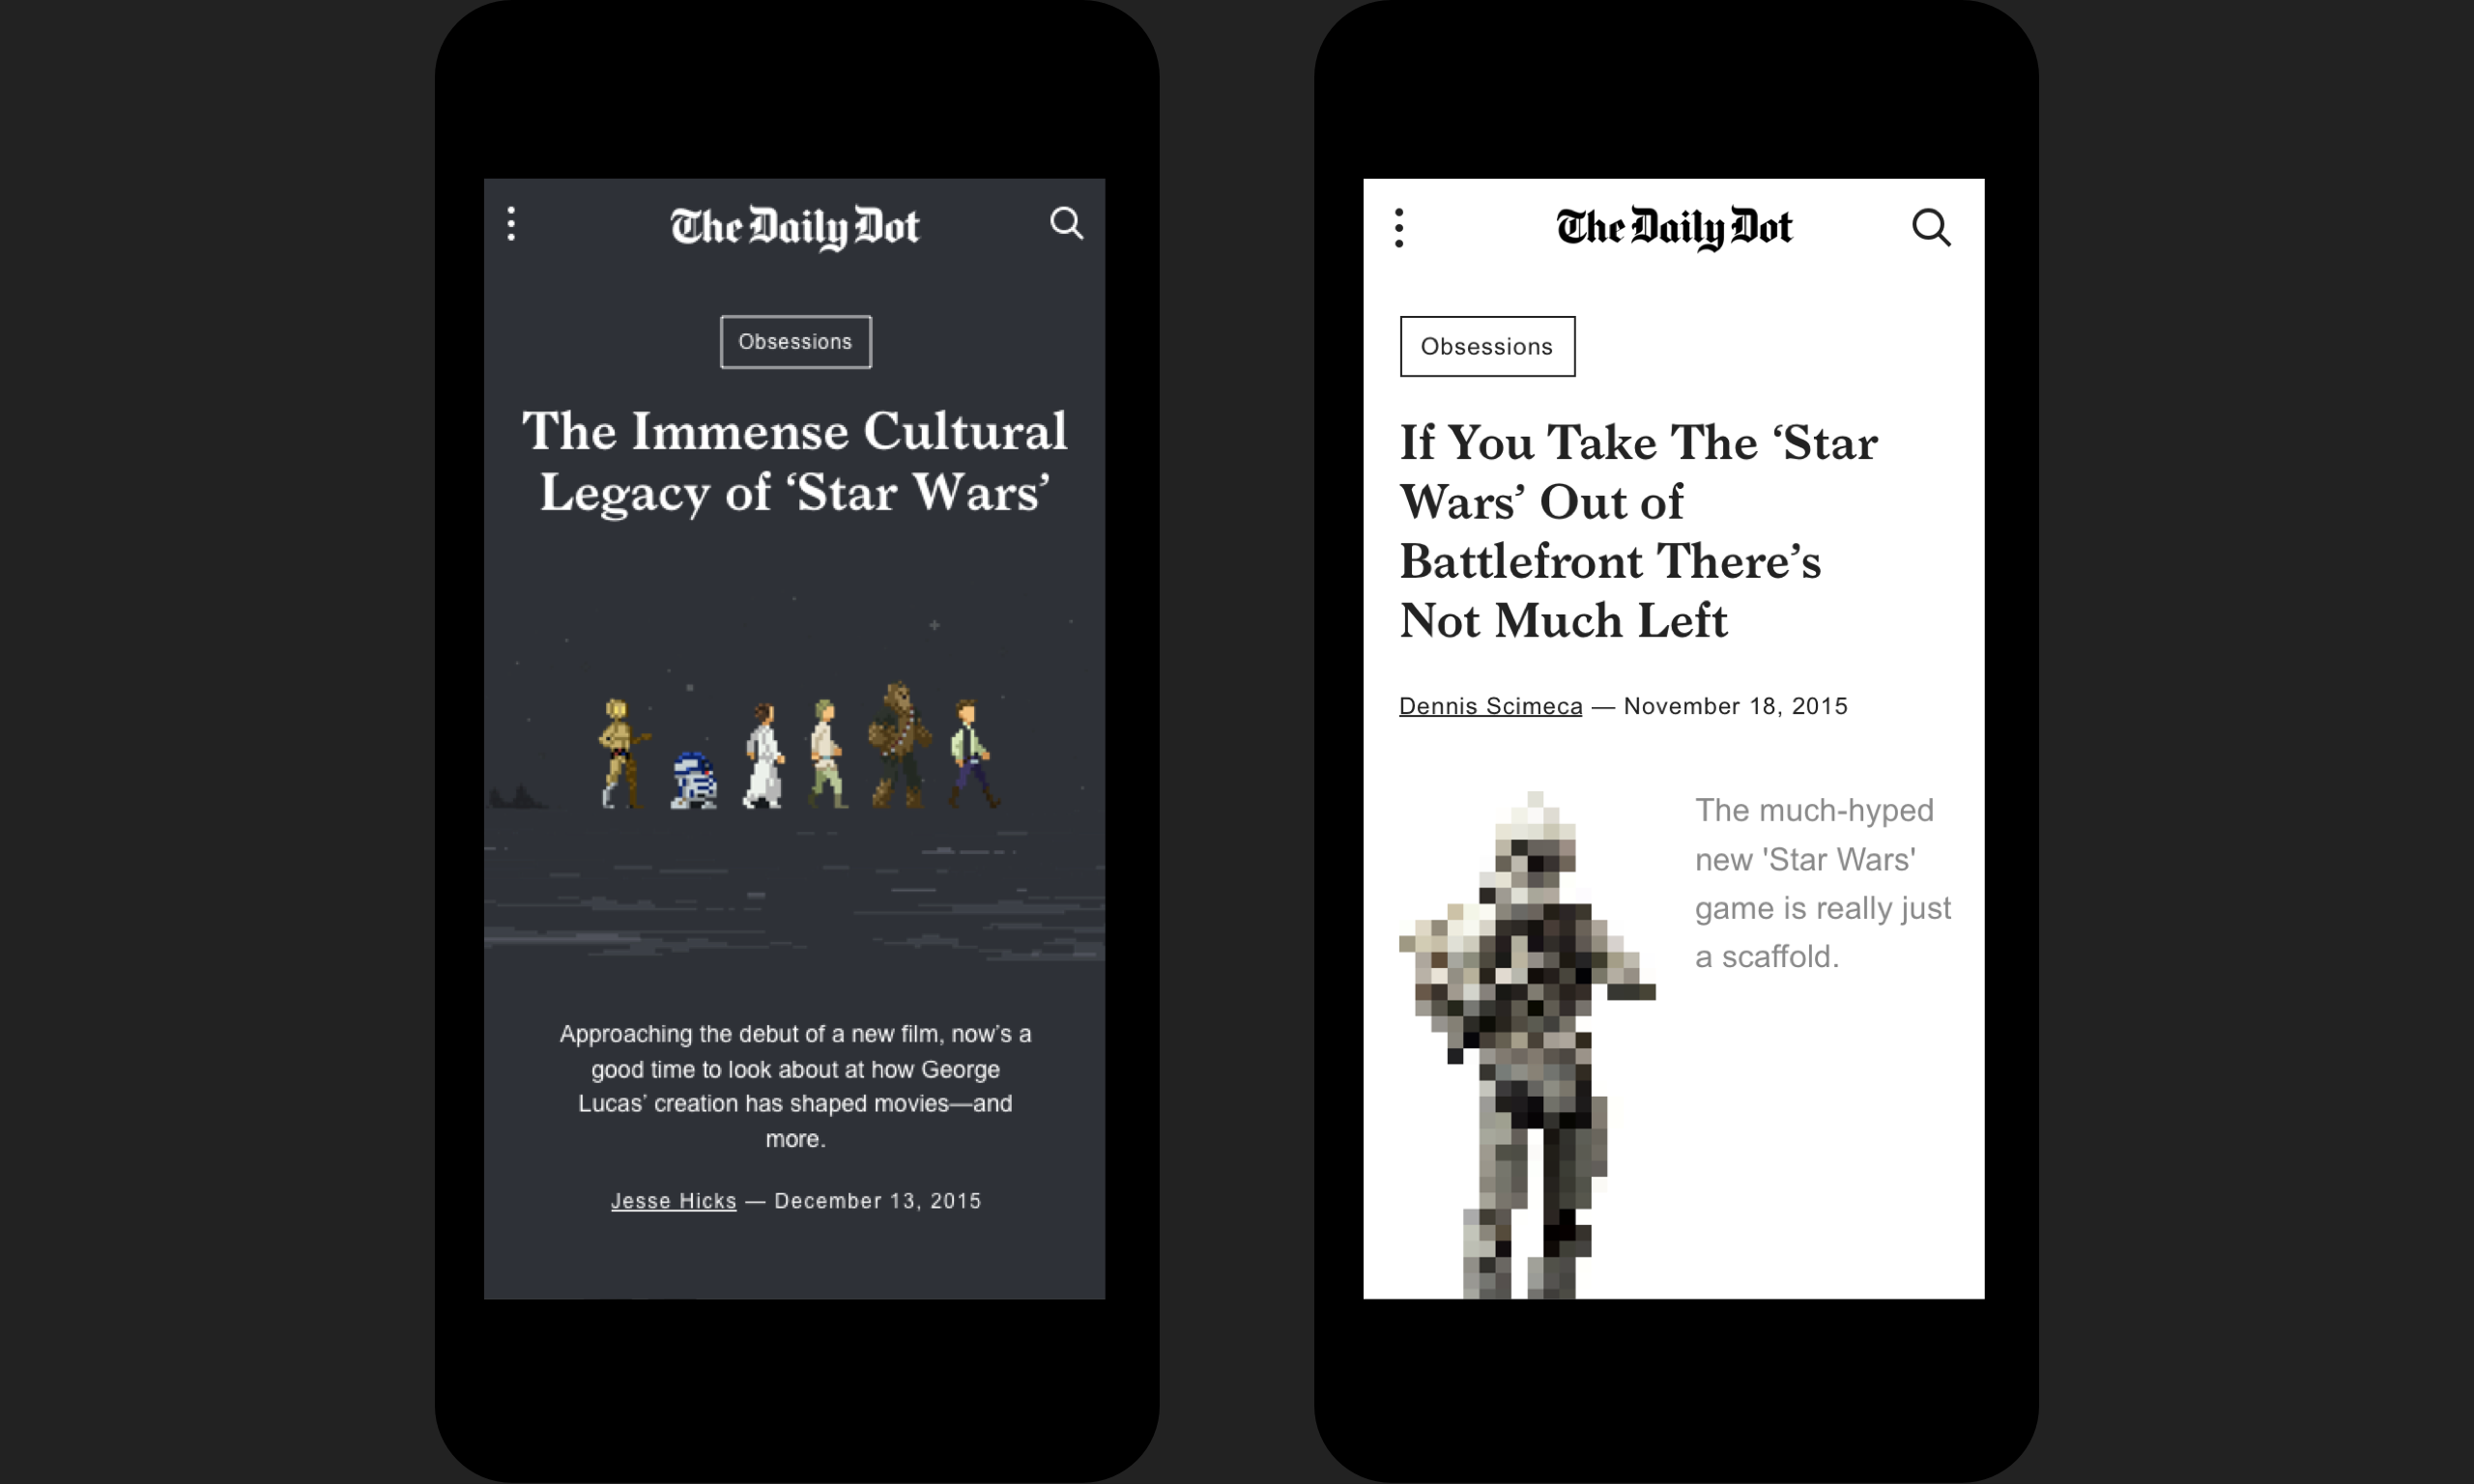 The Daily Dot
Obsessions
The Immense Cultural
Legacy of ‘Star Wars’
Approaching the debut of a new film, now’s a
good time to look about at how George
Lucas’ creation has shaped movies—and
more.
Jesse Hicks — December 13, 2015
The Daily Dot
Obsessions
If You Take The ‘Star
Wars’ Out of
Battlefront There’s
Not Much Left
Dennis Scimeca — November 18, 2015
The much-hyped
new 'Star Wars'
game is really just
a scaffold.